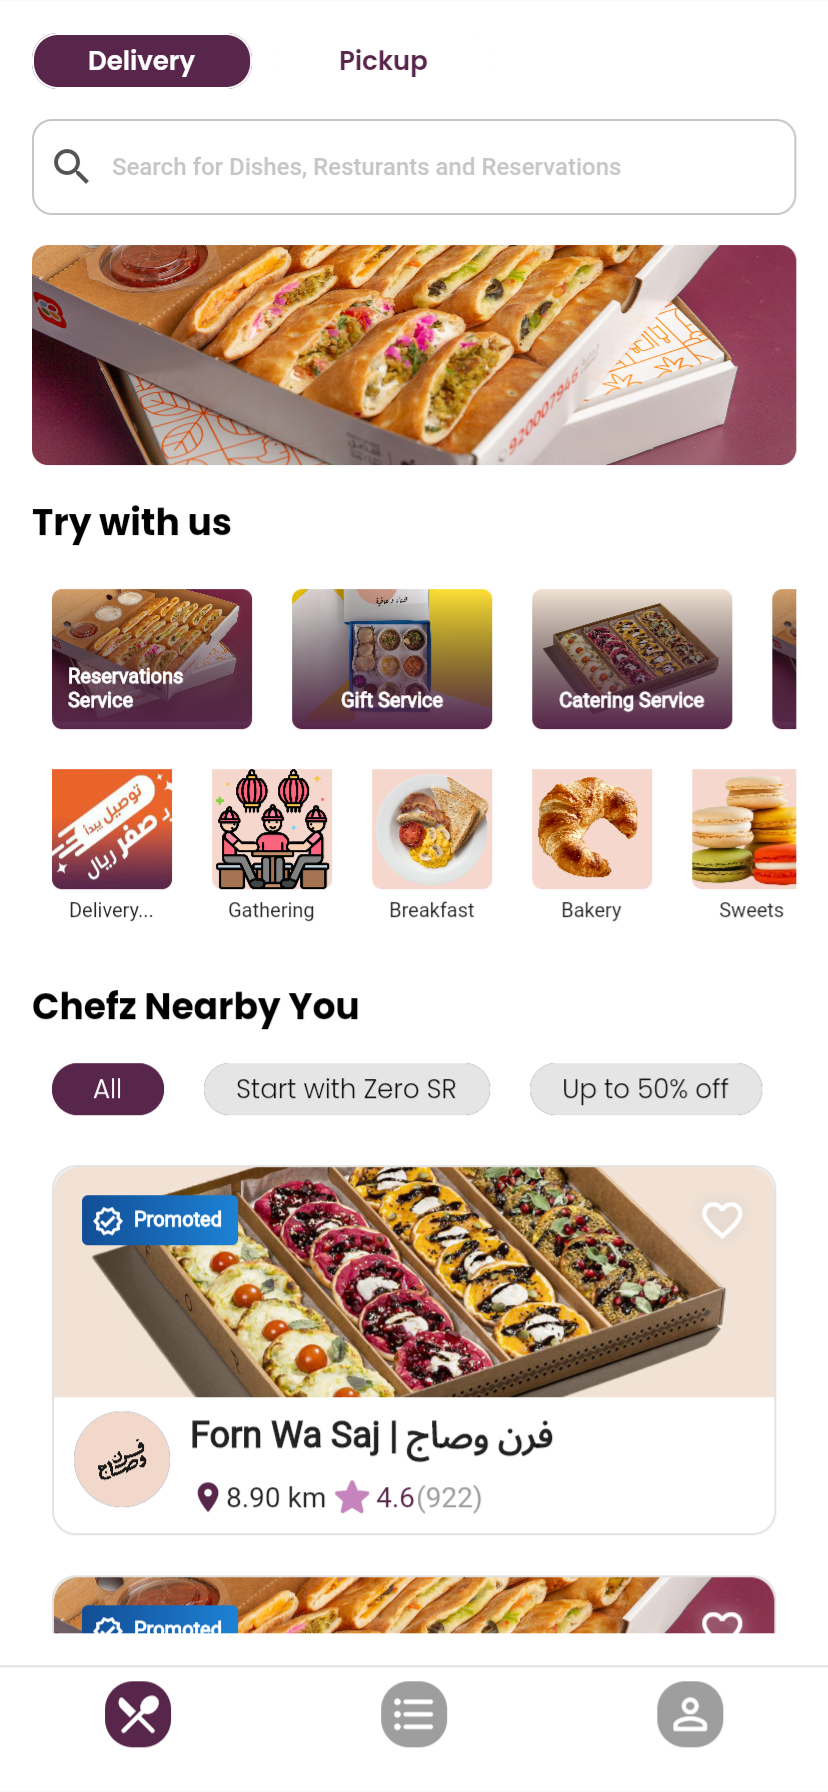 Delivery
Pickup
Search for Dishes, Resturants and Reservations
920007946
Try with us
Reservations
Service
Gift Service
Catering Service
توصيل يبدأ
بـ صفر ريال
Delivery...
Gathering
Breakfast
Bakery
Sweets
Chefz Nearby You
All
Start with Zero SR
Up to 50% off
Promoted
فرن
وصاج
Forn Wa Saj | فرن وصاج
8.90 km
4.6(922)
Promoted